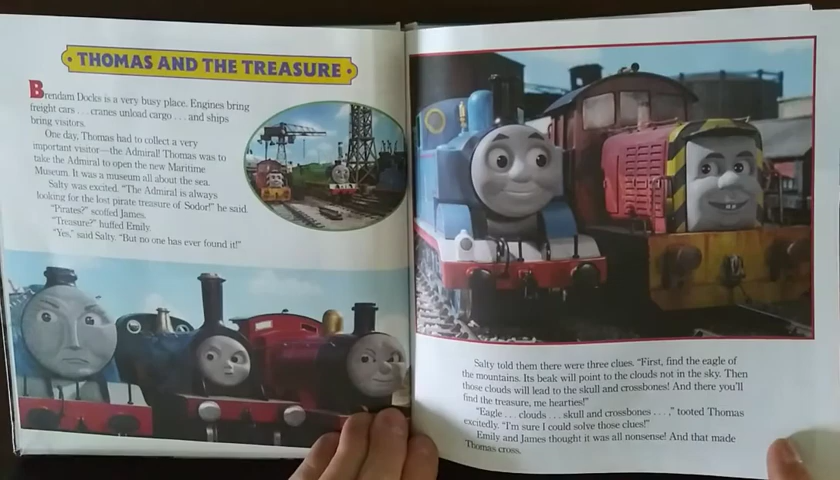 THOMAS AND THE TREASURE
Brendam Docks is a very busy place. Engines bring
freight cars . . . cranes unload cargo . . . and ships
bring visitors.
One day, Thomas had to collect a very
important visitor—the Admiral! Thomas was to
take the Admiral to open the new Maritime
Museum. It was a museum all about the sea.
Salty was excited. "The Admiral is always
looking for the lost pirate treasure of Sodor!" he said.
"Pirates?" scoffed James.
"Treasure?" huffed Emily.
"Yes," said Salty. "But no one has ever found it!"
Salty told them there were three clues. "First, find the eagle of
the mountains. Its beak will point to the clouds not in the sky. Then
those clouds will lead to the skull and crossbones! And there you'll
find the treasure, me hearties!"
"Eagle . . . clouds . . . skull and crossbones . . . ," tooted Thomas
excitedly. "I'm sure I could solve those clues!"
Emily and James thought it was all nonsense! And that made
Thomas cross.